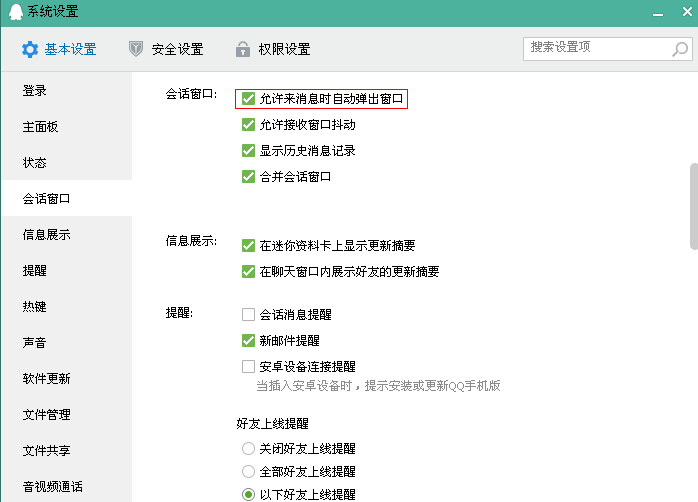 系统设置
基本设置 安全设置 权限设置 搜索设置项
登录
主面板
状态
会话窗口
信息展示
提醒
热键
声音
软件更新
文件管理
文件共享
音视频通话
会话窗口:
允许来消息时自动弹出窗口
允许接收窗口抖动
显示历史消息记录
合并会话窗口
信息展示:
在迷你资料卡上显示更新摘要
在聊天窗口内展示好友的更新摘要
提醒:
会话消息提醒
新邮件提醒
安卓设备连接提醒
当插入安卓设备时，提示安装或更新QQ手机版
好友上线提醒
关闭好友上线提醒
全部好友上线提醒
以下好友上线提醒